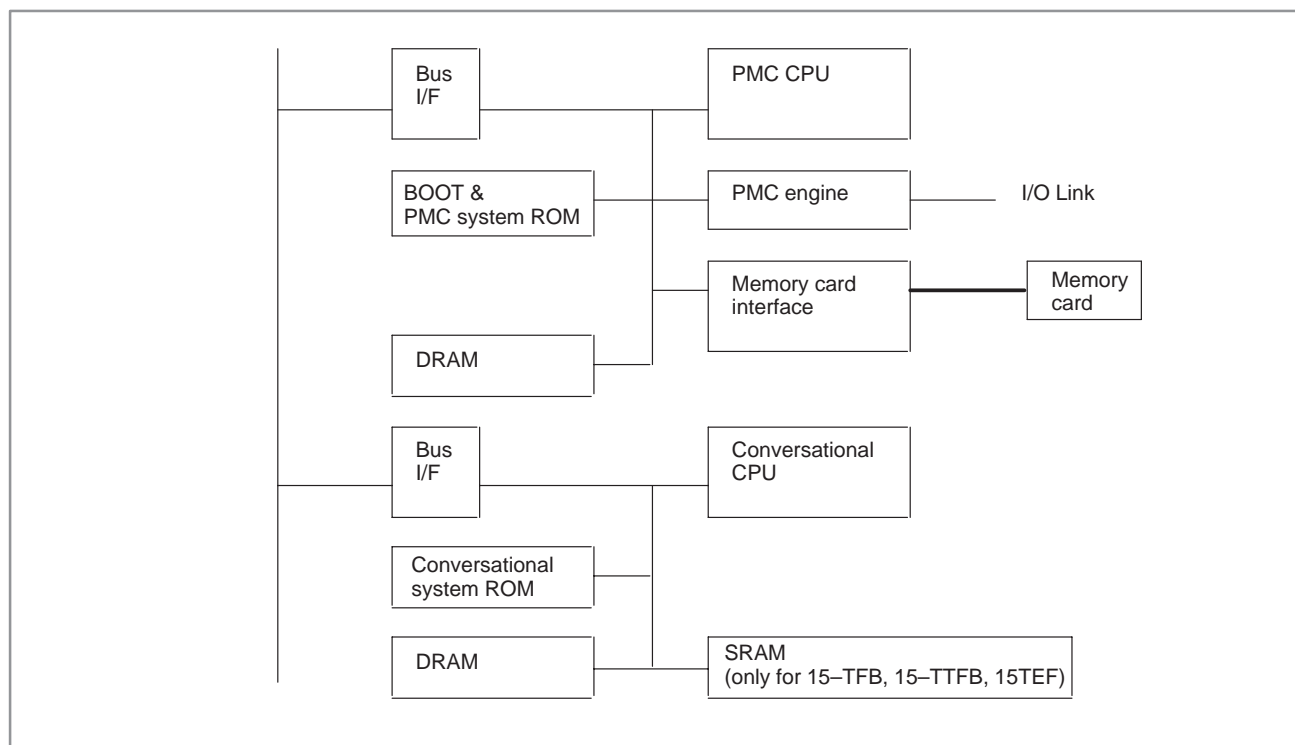 Bus
I/F
PMC CPU
BOOT &
PMC system ROM
PMC engine
I/O Link
Memory card
interface
Memory
card
DRAM
Bus
I/F
Conversational
CPU
Conversational
system ROM
DRAM
SRAM
(only for 15–TFB, 15–TTFB, 15TEF)